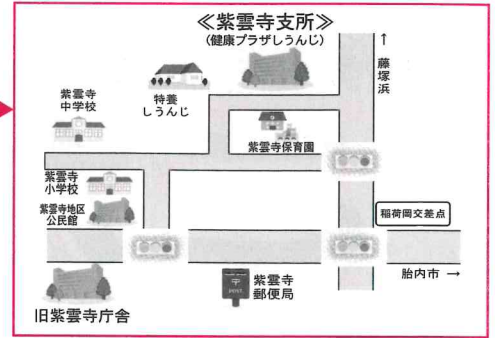 ≪紫雲寺支所≫
(健康プラザしうんじ)
↑
藤塚浜
紫雲寺
中学校
特養
しうんじ
紫雲寺保育園
紫雲寺
小学校
紫雲寺地区
公民館
稲荷岡交差点
胎内市 →
紫雲寺
郵便局
〒
POST
旧紫雲寺庁舎